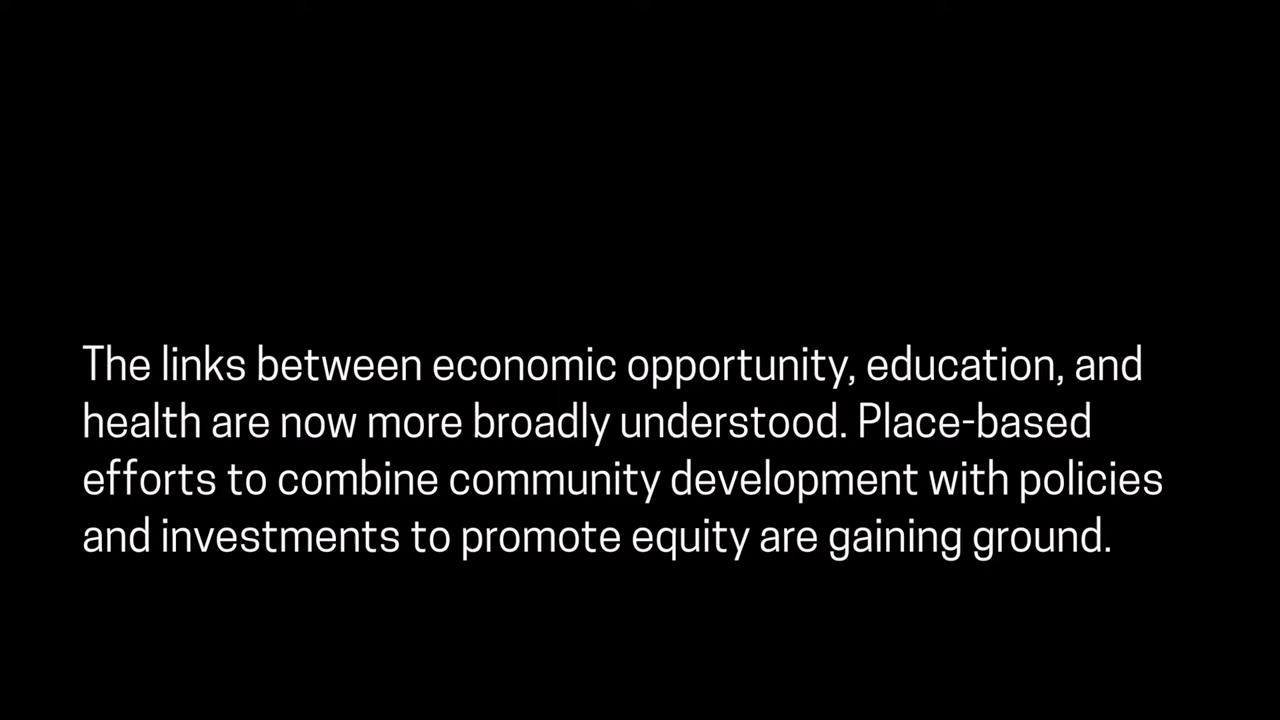 The links between economic opportunity, education, and
health are now more broadly understood. Place-based
efforts to combine community development with policies
and investments to promote equity are gaining ground.